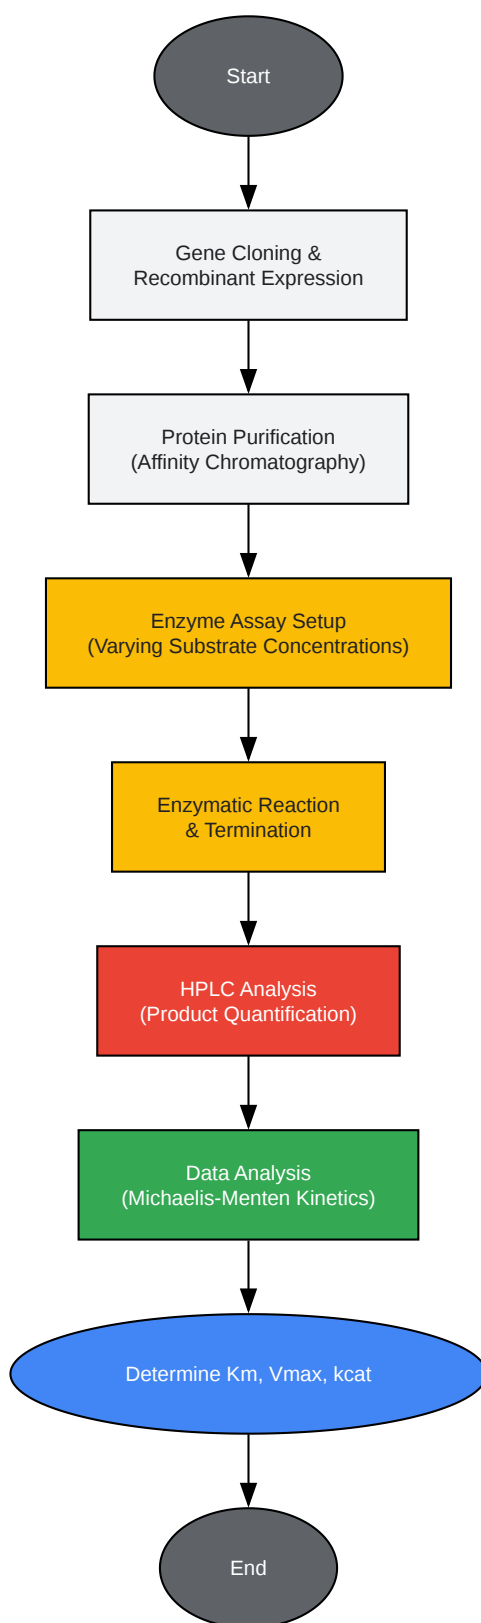 Start
Gene Cloning &
Recombinant Expression
Protein Purification
(Affinity Chromatography)
Enzyme Assay Setup
(Varying Substrate Concentrations)
Enzymatic Reaction
& Termination
HPLC Analysis
(Product Quantification)
Data Analysis
(Michaelis-Menten Kinetics)
Determine Km, Vmax, kcat
End